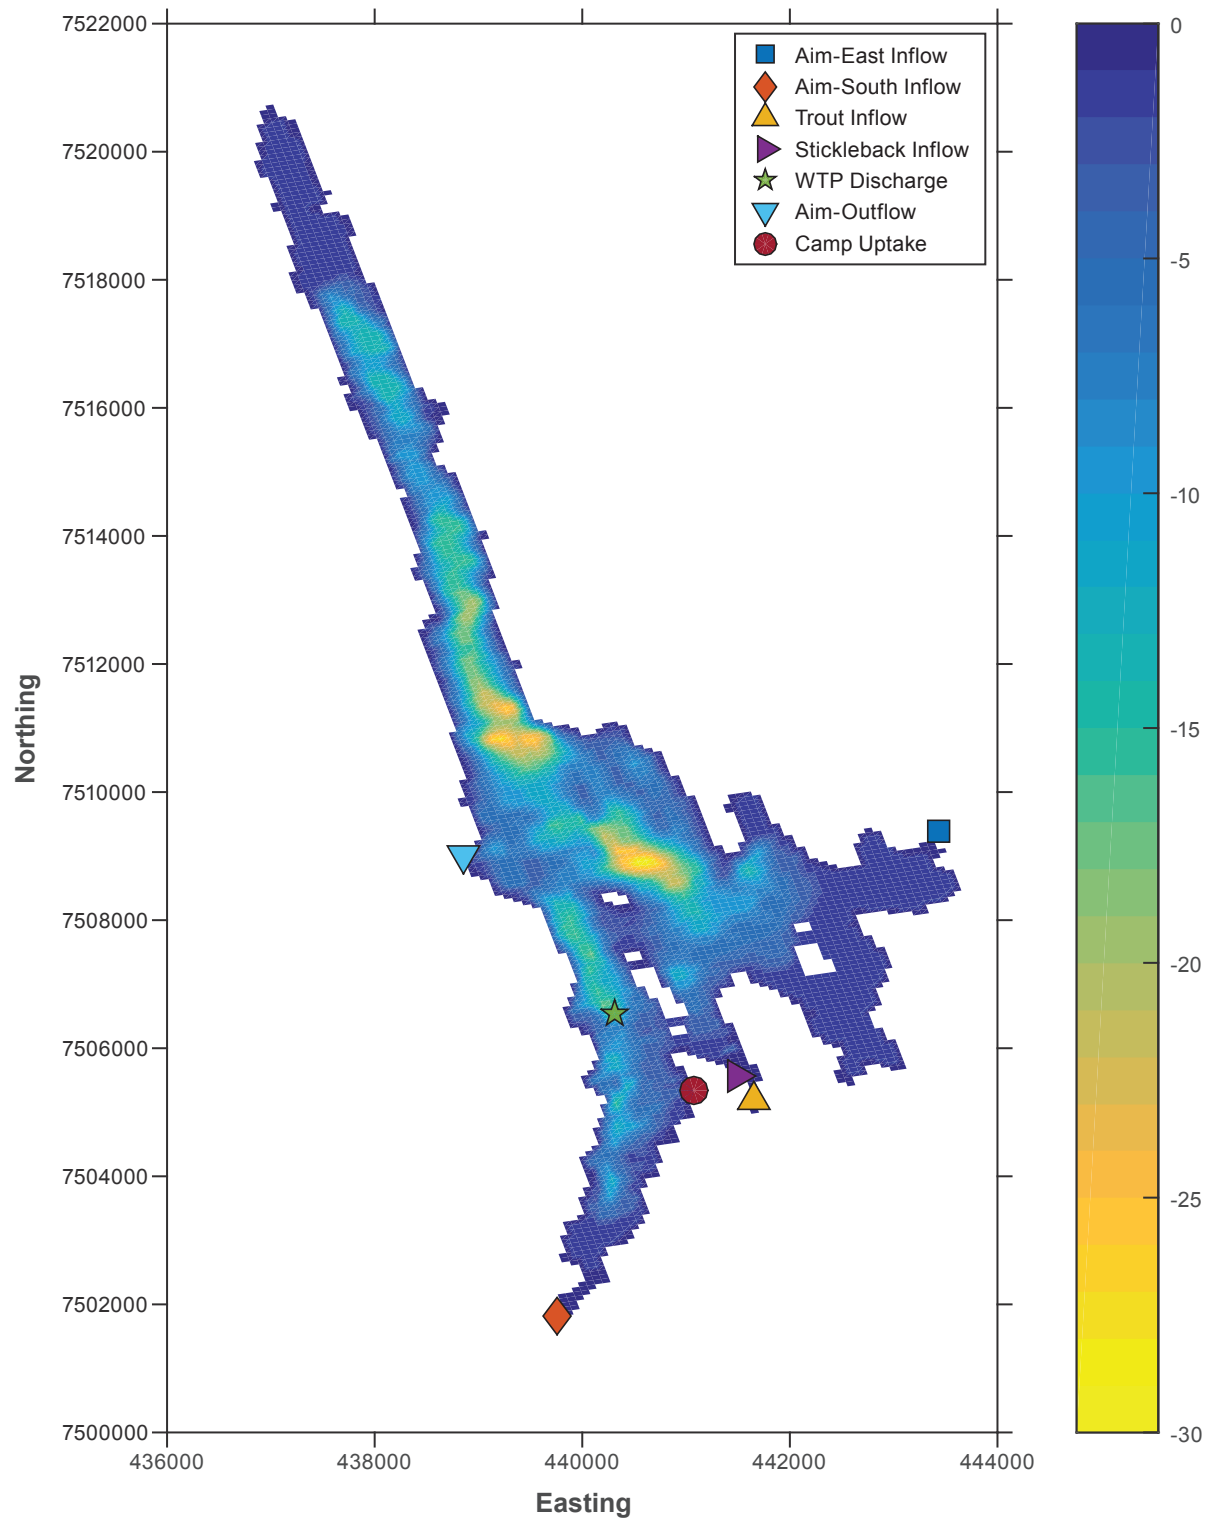 7522000
7520000
7518000
7516000
7514000
7512000
7510000
7508000
7506000
7504000
7502000
7500000
Northing
436000
438000
440000
442000
444000
Easting
Aim-East Inflow
Aim-South Inflow
Trout Inflow
Stickleback Inflow
WTP Discharge
Aim-Outflow
Camp Uptake
0
-5
-10
-15
-20
-25
-30